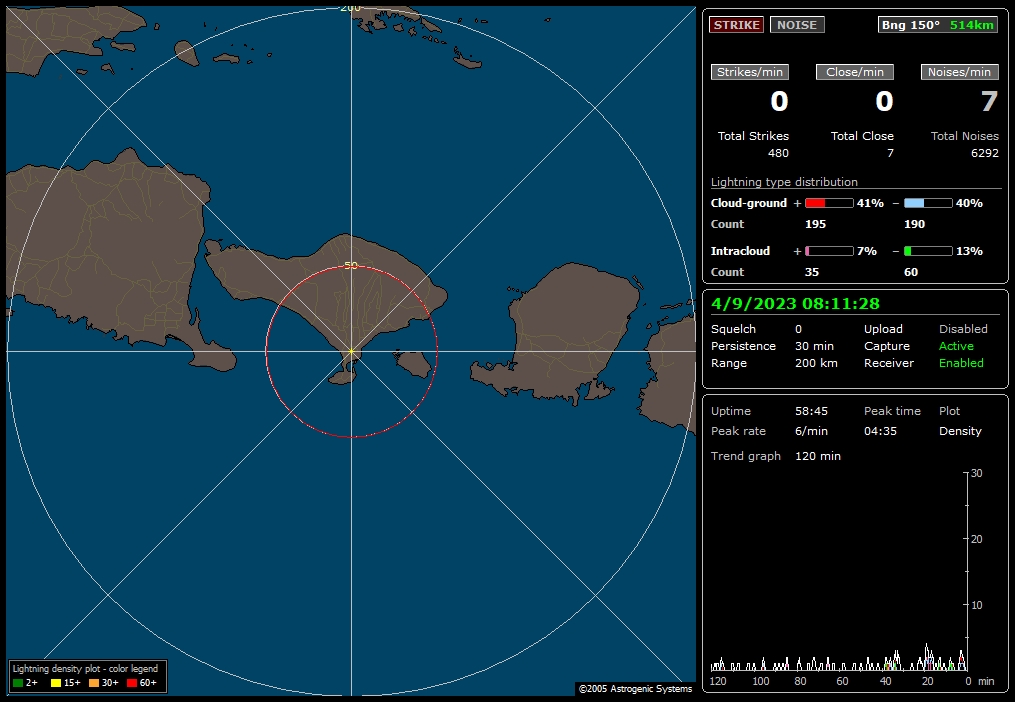 200
50
Lightning density plot - color legend
2+ 15+ 30+ 60+
©2005 Astrogenic Systems
STRIKE NOISE Bng 150° 514km
Strikes/min Close/min Noises/min
0 0 7
Total Strikes Total Close Total Noises
480 7 6292
Lightning type distribution
Cloud-ground + 41% − 40%
Count 195 190
Intracloud + 7% − 13%
Count 35 60
4/9/2023 08:11:28
Squelch 0 Upload Disabled
Persistence 30 min Capture Active
Range 200 km Receiver Enabled
Uptime 58:45 Peak time Plot
Peak rate 6/min 04:35 Density
Trend graph 120 min
30
20
10
120 100 80 60 40 20 0 min